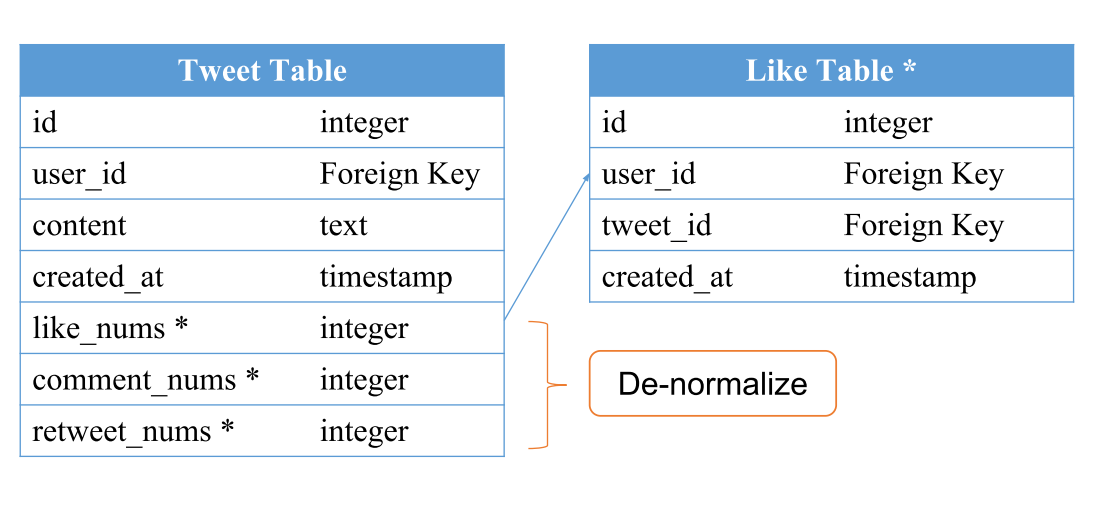 Tweet Table
id integer
user_id Foreign Key
content text
created_at timestamp
like_nums * integer
comment_nums * integer
retweet_nums * integer
Like Table *
id integer
user_id Foreign Key
tweet_id Foreign Key
created_at timestamp
De-normalize